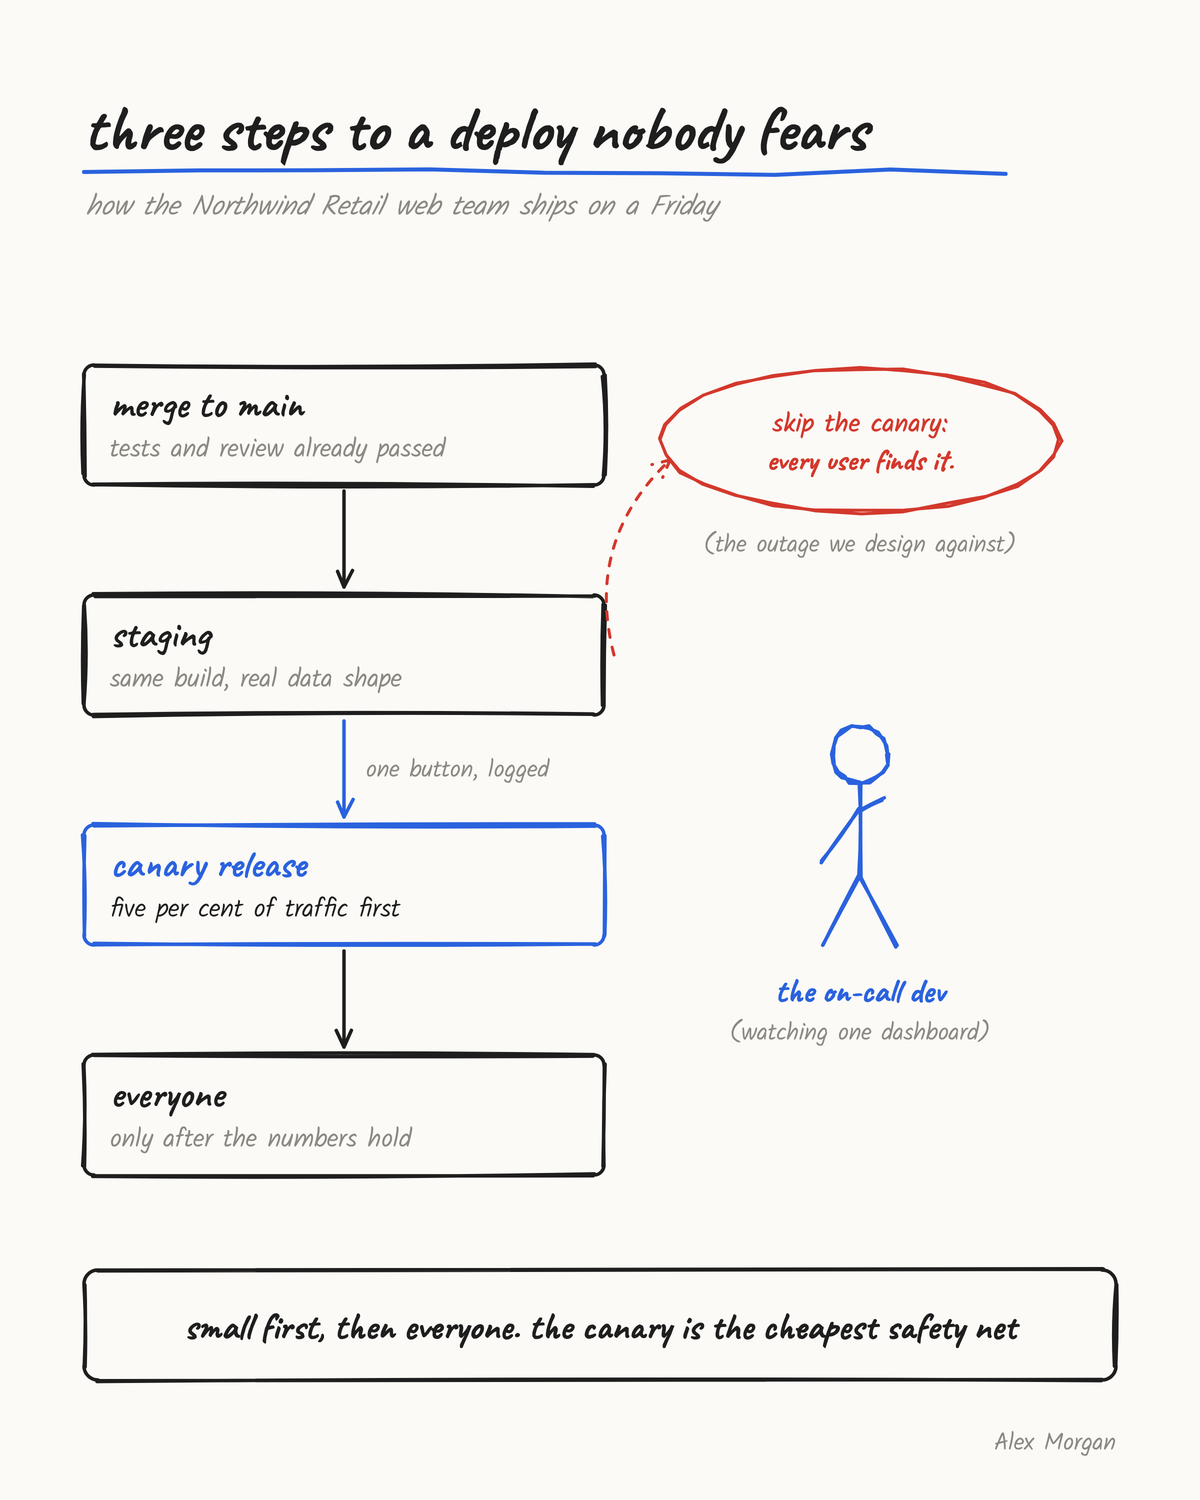 three steps to a deploy nobody fears
how the Northwind Retail web team ships on a Friday
merge to main
tests and review already passed
skip the canary:
every user finds it.
(the outage we design against)
staging
same build, real data shape
one button, logged
canary release
five per cent of traffic first
the on-call dev
(watching one dashboard)
everyone
only after the numbers hold
small first, then everyone. the canary is the cheapest safety net
Alex Morgan